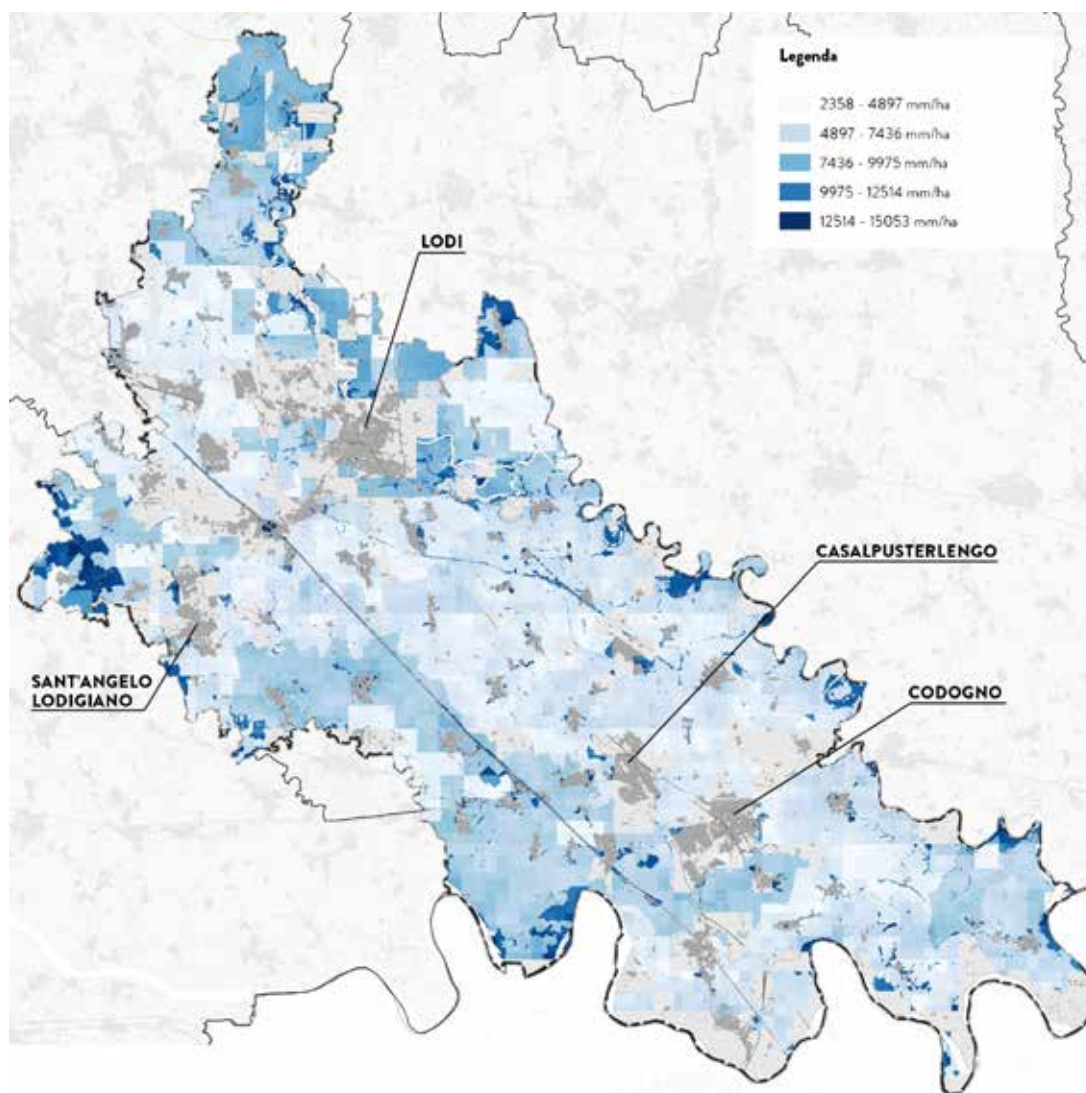 Legenda
2358 - 4897 mm/ha
4897 - 7436 mm/ha
7436 - 9975 mm/ha
9975 - 12514 mm/ha
12514 - 15053 mm/ha
LODI
CASALPUSTERLENGO
SANT'ANGELO
LODIGIANO
CODOGNO